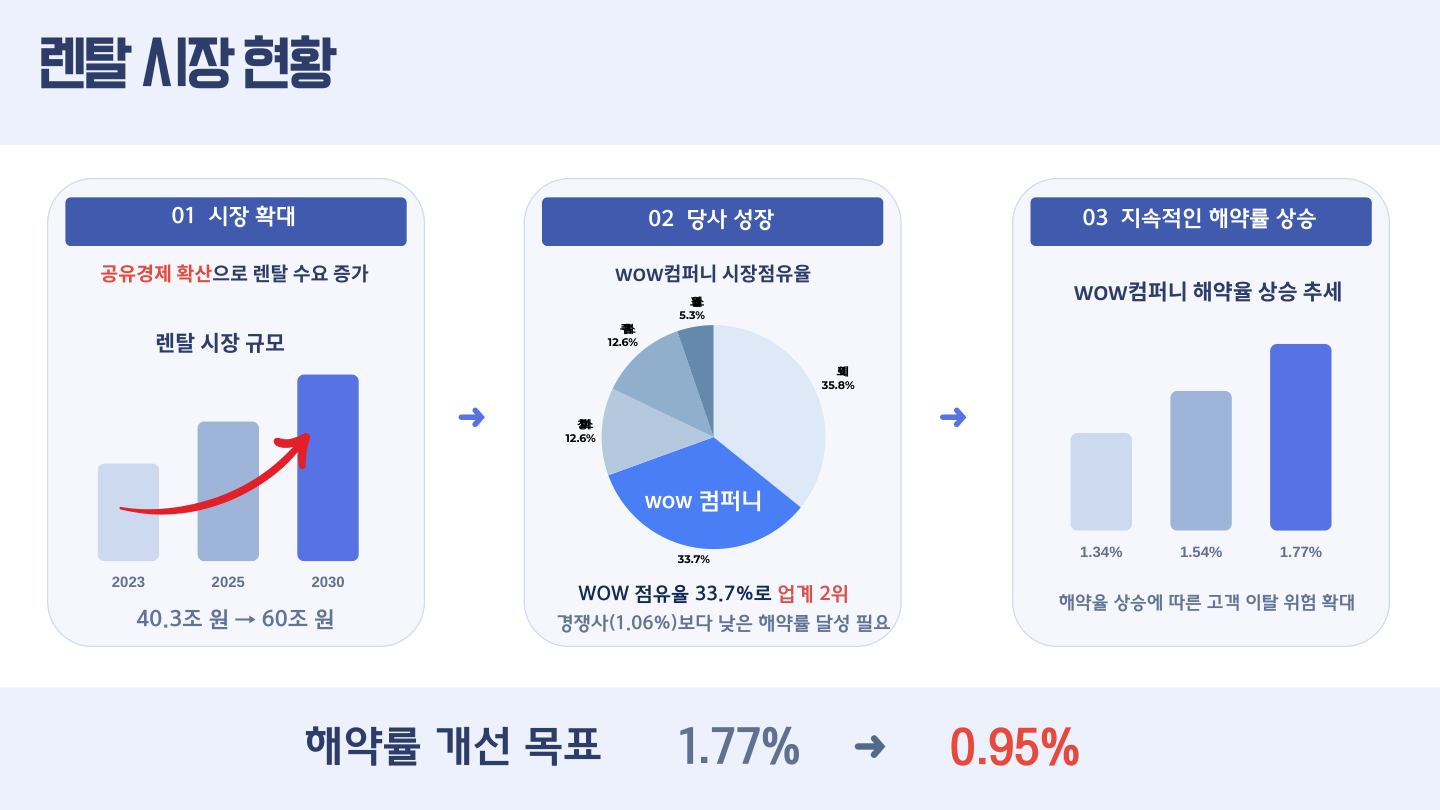 렌탈 시장 현황
01 시장 확대
공유경제 확산으로 렌탈 수요 증가
렌탈 시장 규모
2023
2025
2030
40.3조 원 → 60조 원
02 당사 성장
wow컴퍼니 시장점유율
5.3%
12.6%
35.8%
12.6%
wow 컴퍼니
33.7%
WOW 점유율 33.7%로 업계 2위
경쟁사(1.06%)보다 낮은 해약률 달성 필요
03 지속적인 해약률 상승
wow컴퍼니 해약율 상승 추세
1.34%
1.54%
1.77%
해약율 상승에 따른 고객 이탈 위험 확대
해약률 개선 목표 1.77% → 0.95%